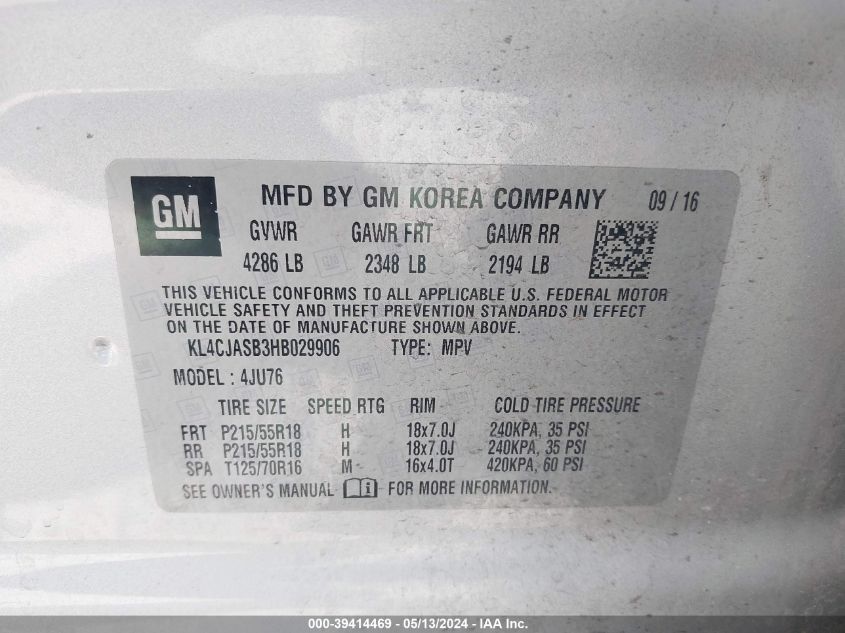 GM MFD BY GM KOREA COMPANY 09 / 16
GVWR GAWR FRT GAWR RR
4286 LB 2348 LB 2194 LB
THIS VEHICLE CONFORMS TO ALL APPLICABLE U.S. FEDERAL MOTOR
VEHICLE SAFETY AND THEFT PREVENTION STANDARDS IN EFFECT
ON THE DATE OF MANUFACTURE SHOWN ABOVE.
KL4CJASB3HB029906 TYPE: MPV
MODEL : 4JU76
TIRE SIZE SPEED RTG RIM COLD TIRE PRESSURE
FRT P215/55R18 H 18x7.0J 240KPA, 35 PSI
RR P215/55R18 H 18x7.0J 240KPA, 35 PSI
SPA T125/70R16 M 16x4.0T 420KPA, 60 PSI
SEE OWNER'S MANUAL FOR MORE INFORMATION.
000-39414469 - 05/13/2024 - IAA Inc.